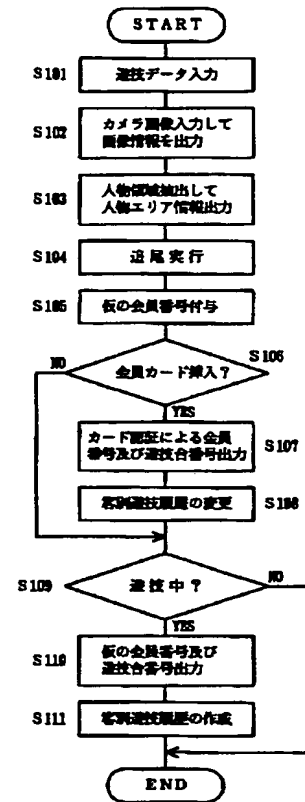 START
S101
遊技データ入力
S102
カメラ画像入力して
画像情報を出力
S103
人物領域抽出して
人物エリア情報出力
S104
追尾実行
S105
仮の会員番号付与
S106
会員カード挿入？
NO
YES
カード認証による会員
番号及び遊技台番号出力
S107
客別遊技履歴の変更
S108
S109
遊技中？
NO
YES
S110
仮の会員番号及び
遊技台番号出力
S111
客別遊技履歴の作成
END